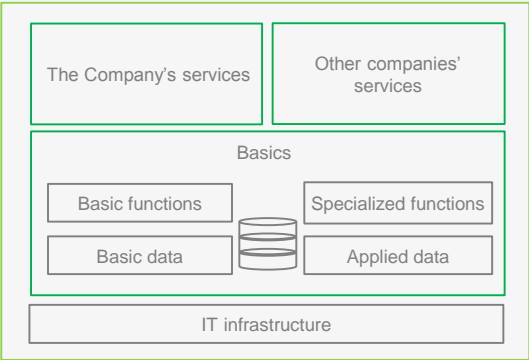 The Company’s services
Other companies’
services
Basics
Basic functions
Specialized functions
Basic data
Applied data
IT infrastructure